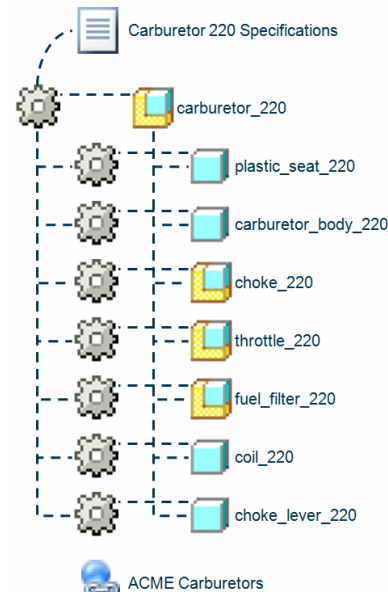 Carburetor 220 Specifications
carburetor_220
plastic_seat_220
carburetor_body_220
choke_220
throttle_220
fuel_filter_220
coil_220
choke_lever_220
ACME Carburetors